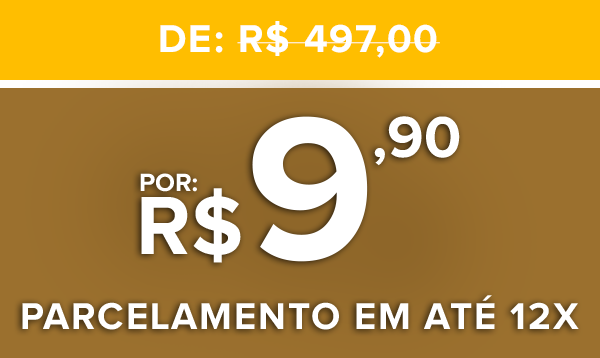 DE: R$ 497,00
POR:
R$ 9,90
PARCELAMENTO EM ATÉ 12X